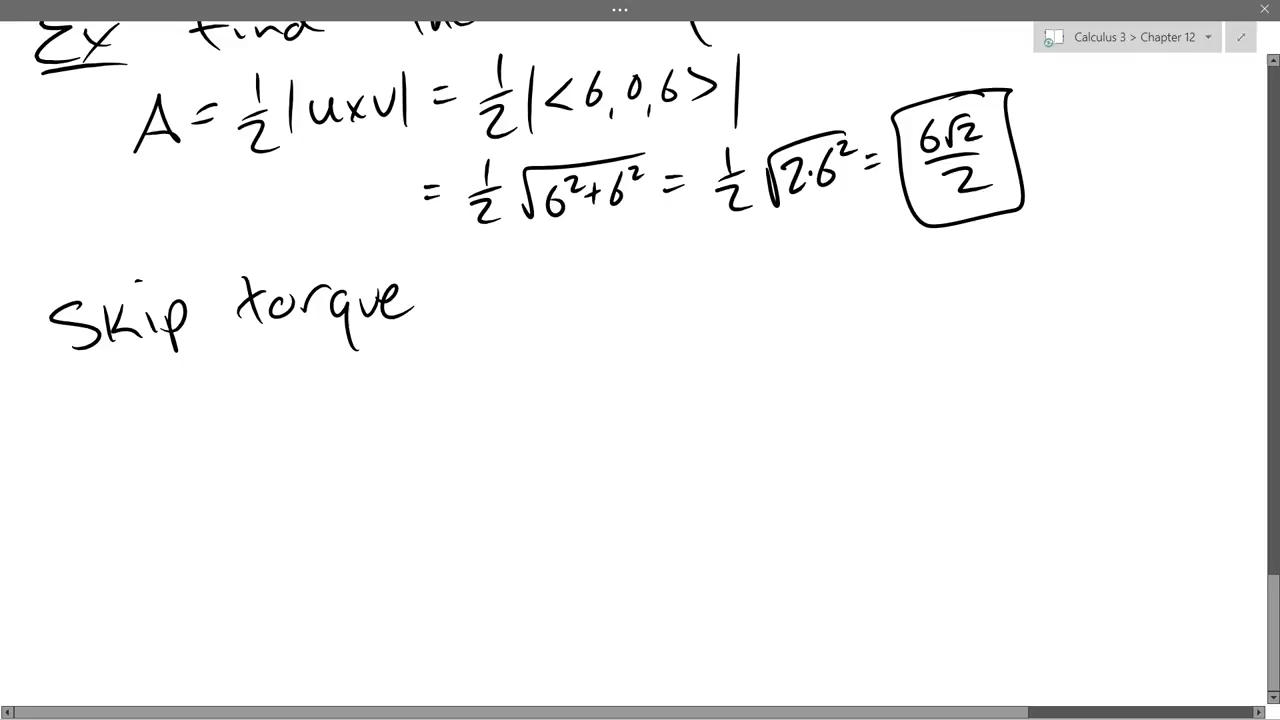 Calculus 3 > Chapter 12
Ex Find the
A = 1/2 |u×v| = 1/2 |<6,0,6>|
= 1/2 √(6²+6²) = 1/2 √(2·6²) = 6√2/2
Skip torque